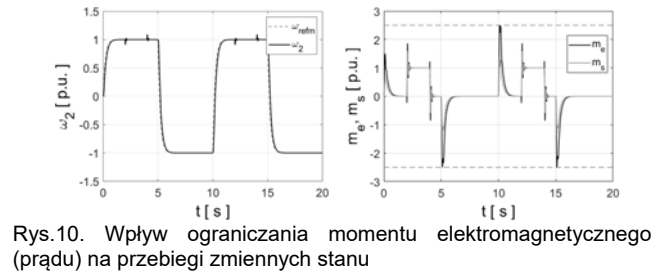 1.5
1
0.5
0
-0.5
-1
-1.5
ω2 [ p.u. ]
0 5 10 15 20
t [ s ]
ωrefm
ω2
3
2
1
0
-1
-2
-3
me, ms [ p.u. ]
0 5 10 15 20
t [ s ]
me
ms
Rys.10. Wpływ ograniczania momentu elektromagnetycznego
(prądu) na przebiegi zmiennych stanu